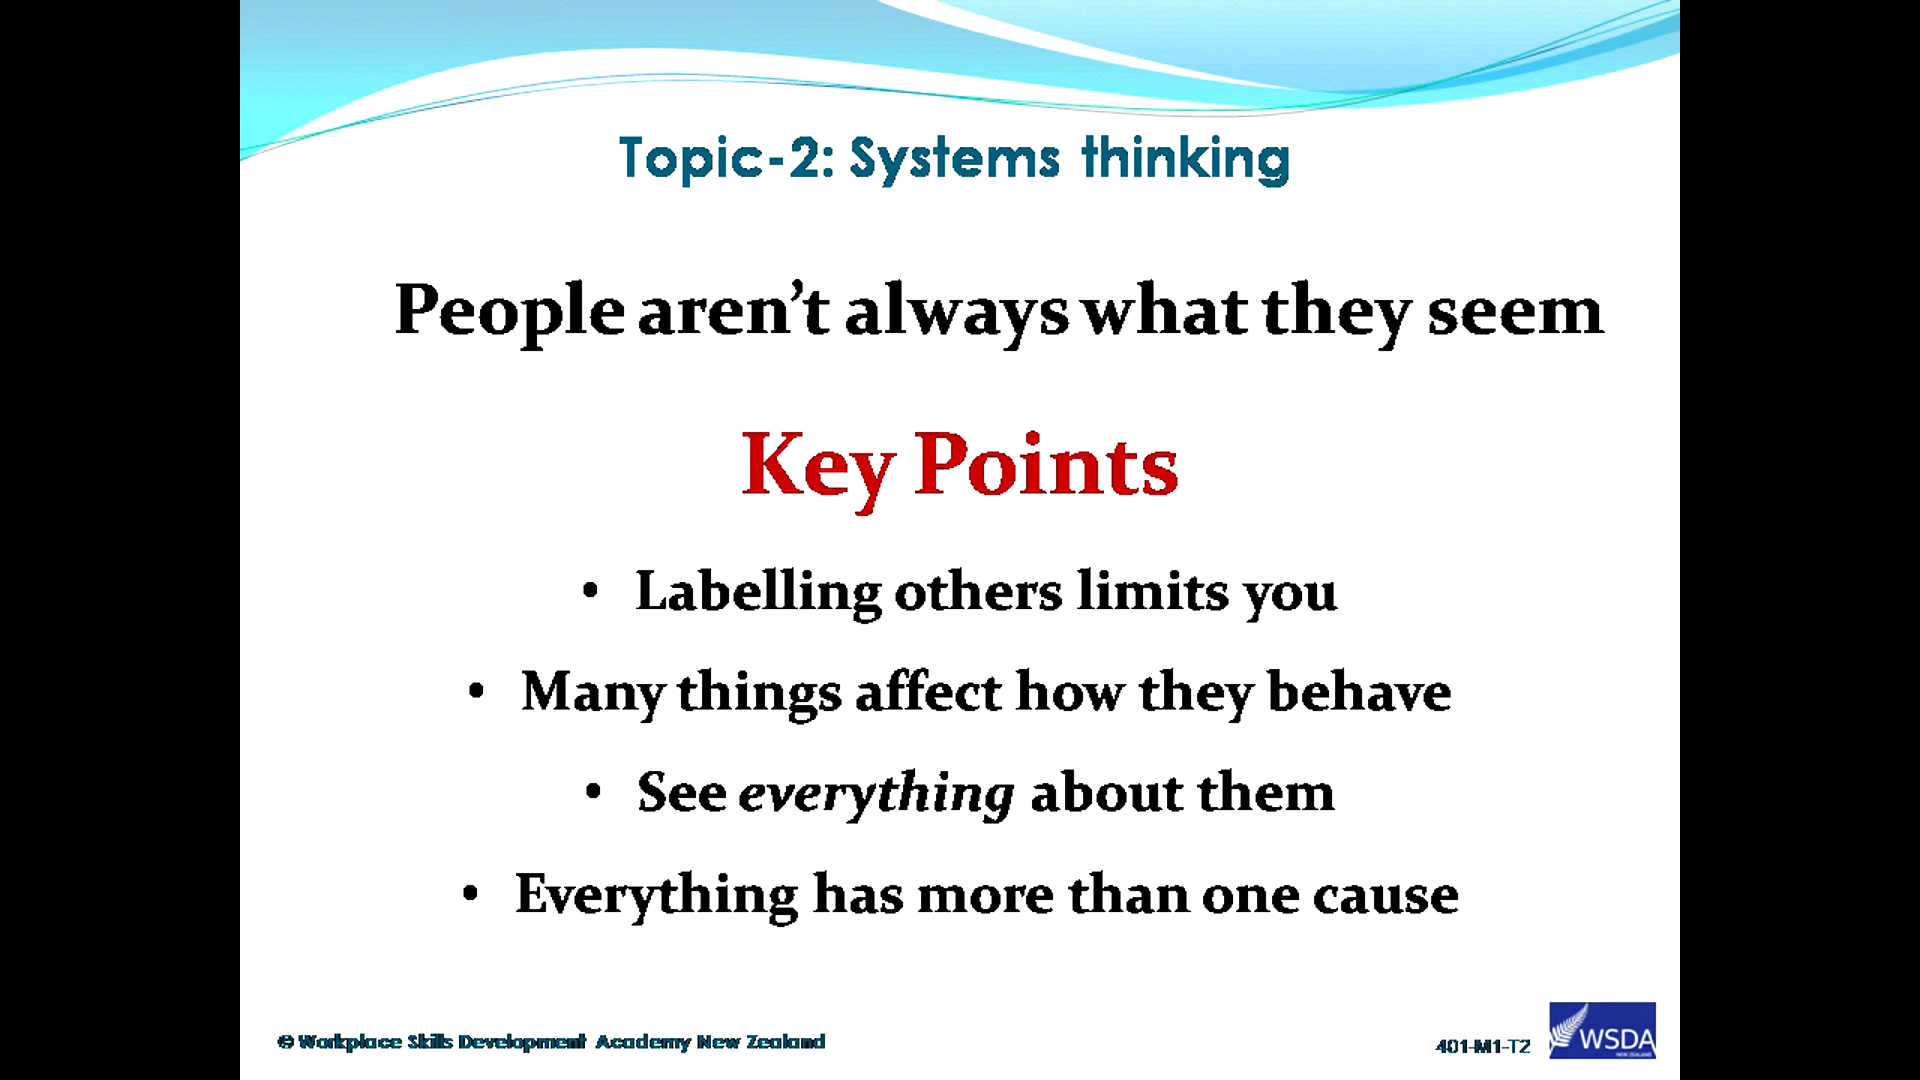 Topic-2: Systems thinking
People aren’t always what they seem
Key Points
• Labelling others limits you
• Many things affect how they behave
• See everything about them
• Everything has more than one cause
© Workplace Skills Development Academy New Zealand
401-M1-T2
WSDA
NEW ZEALAND